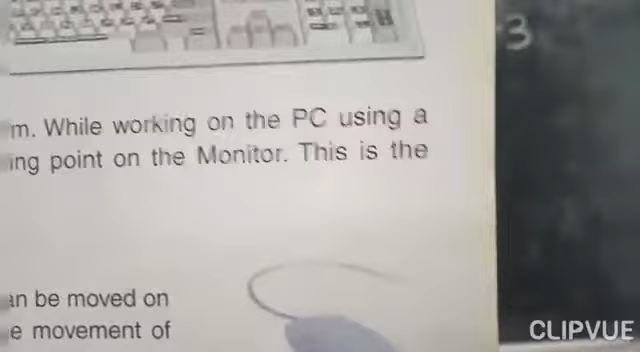 3
m. While working on the PC using a
ing point on the Monitor. This is the
an be moved on
e movement of
CLIPVUE